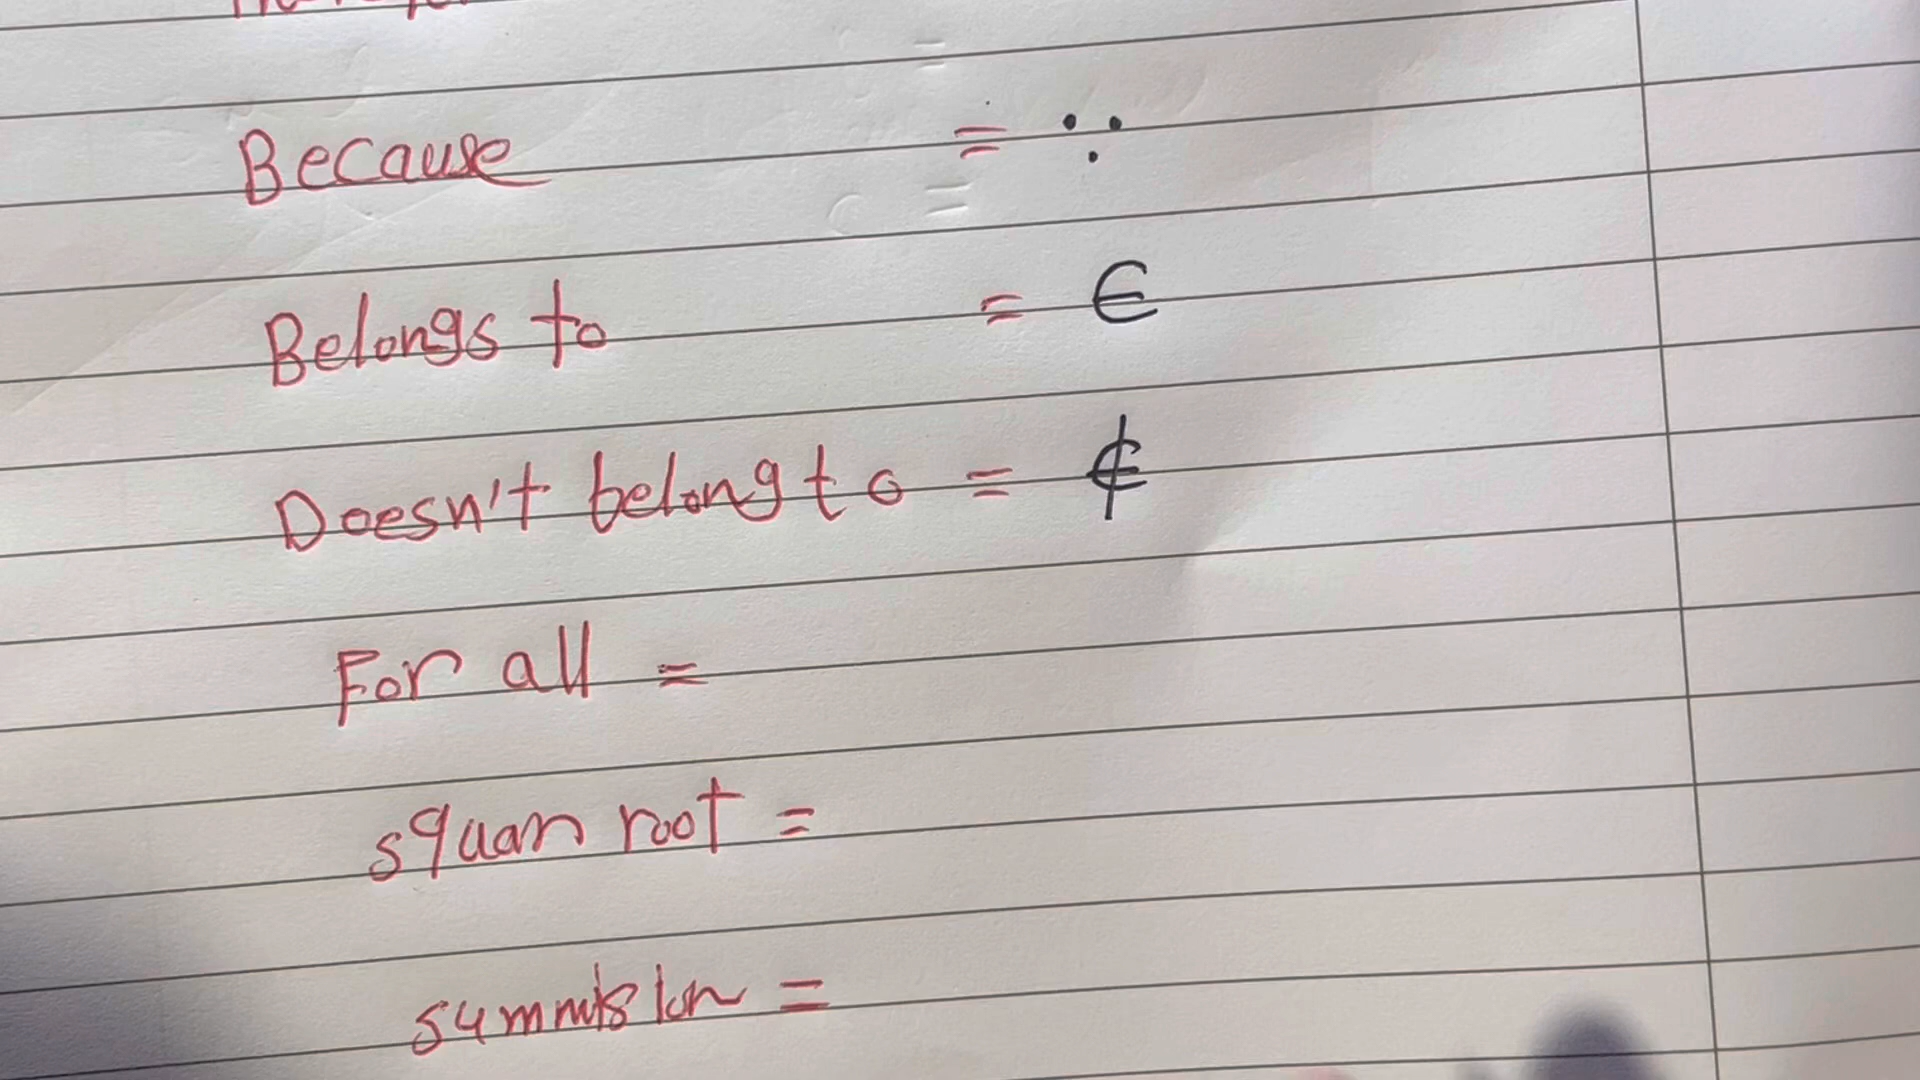 Because = ∵
Belongs to = ∈
Doesn't belong to = ∉
For all =
squan root =
summision =